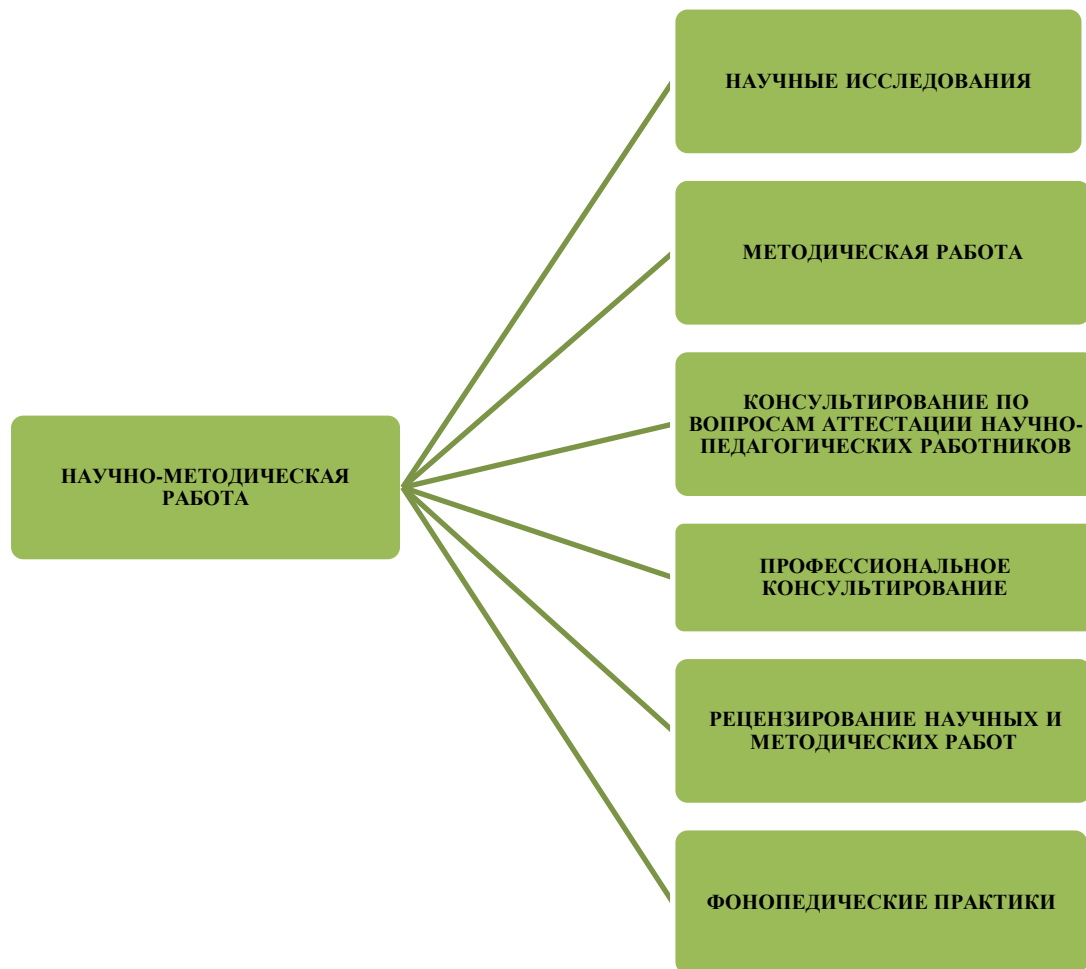 НАУЧНО-МЕТОДИЧЕСКАЯ
РАБОТА
НАУЧНЫЕ ИССЛЕДОВАНИЯ
МЕТОДИЧЕСКАЯ РАБОТА
КОНСУЛЬТИРОВАНИЕ ПО
ВОПРОСАМ АТТЕСТАЦИИ НАУЧНО-
ПЕДАГОГИЧЕСКИХ РАБОТНИКОВ
ПРОФЕССИОНАЛЬНОЕ
КОНСУЛЬТИРОВАНИЕ
РЕЦЕНЗИРОВАНИЕ НАУЧНЫХ И
МЕТОДИЧЕСКИХ РАБОТ
ФОНОПЕДИЧЕСКИЕ ПРАКТИКИ